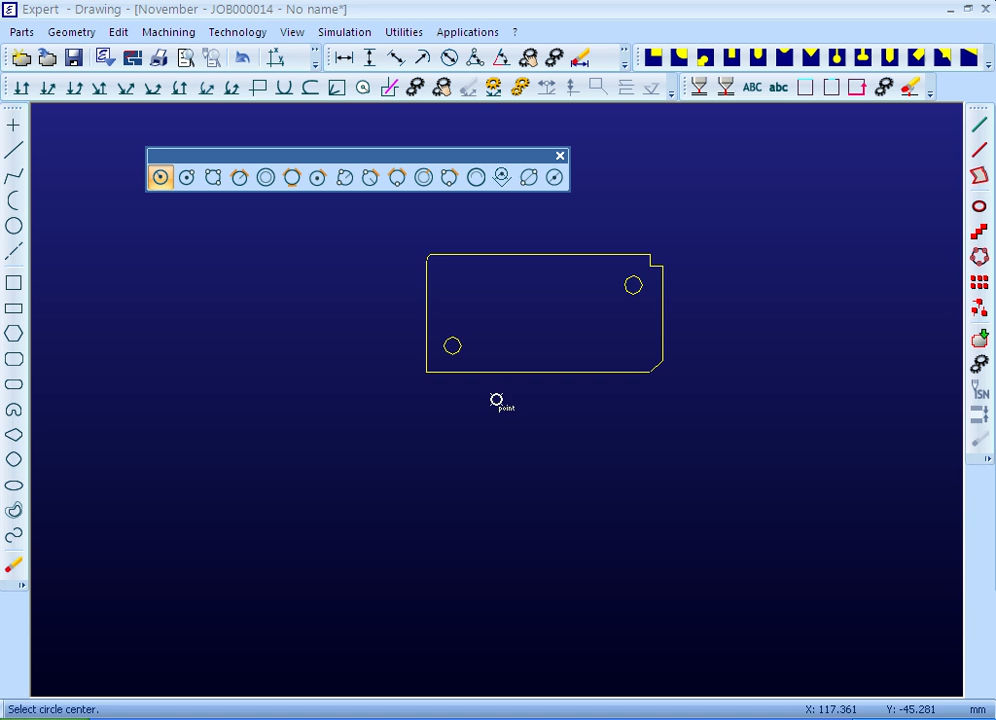 Expert - Drawing - [November - JOB000014 - No name*]
Parts Geometry Edit Machining Technology View Simulation Utilities Applications ?
ABC abc
ISN
point
Select circle center. X: 117.361 Y: -45.281 mm